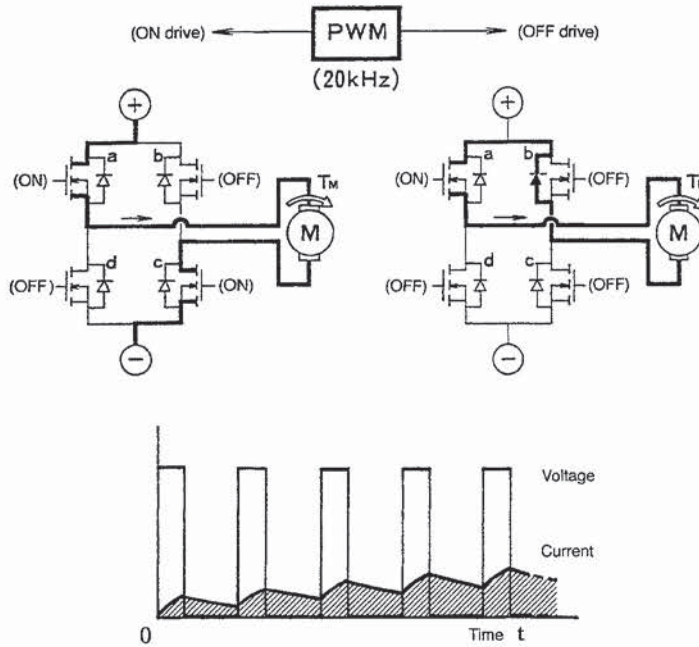 (ON drive) PWM (OFF drive)
(20kHz)
+ +
a b a b
(ON) (OFF) TM (ON) (OFF)
M M
d c d c
(OFF) (ON) (OFF) (OFF)
− −
Voltage
Current
0 Time t